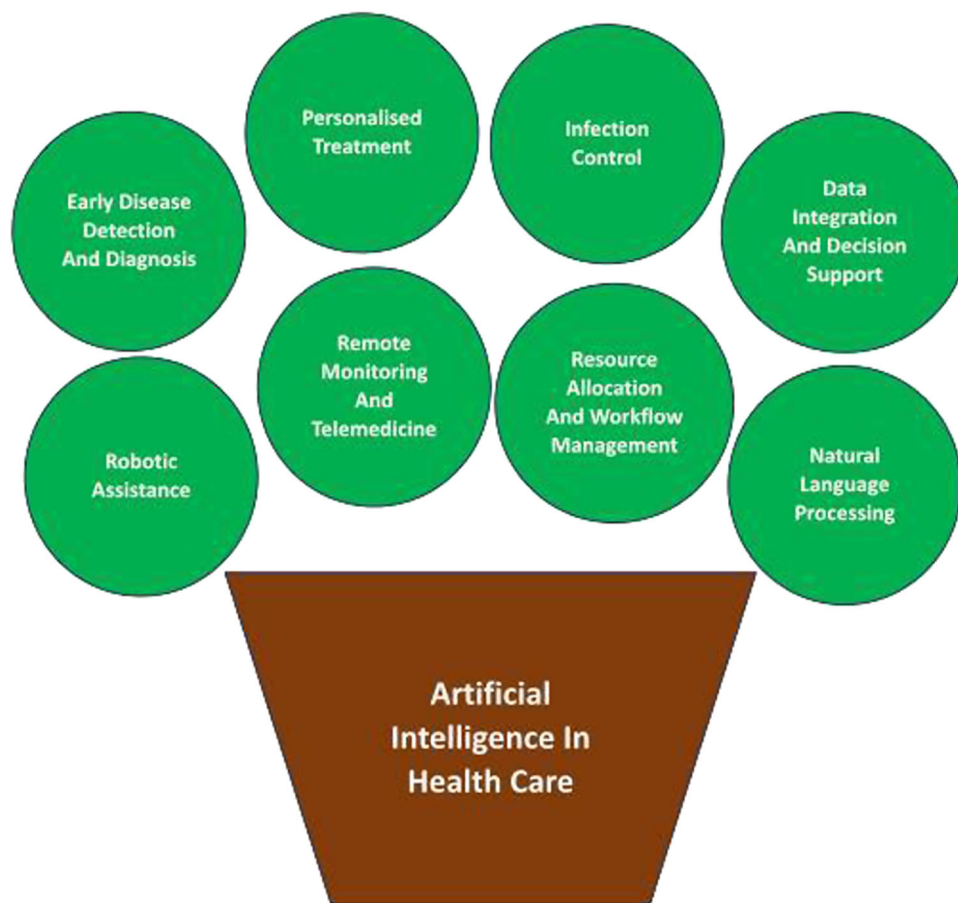 Personalised
Treatment
Infection
Control
Early Disease
Detection
And Diagnosis
Data
Integration
And Decision
Support
Remote
Monitoring
And
Telemedicine
Resource
Allocation
And Workflow
Management
Robotic
Assistance
Natural
Language
Processing
Artificial
Intelligence In
Health Care